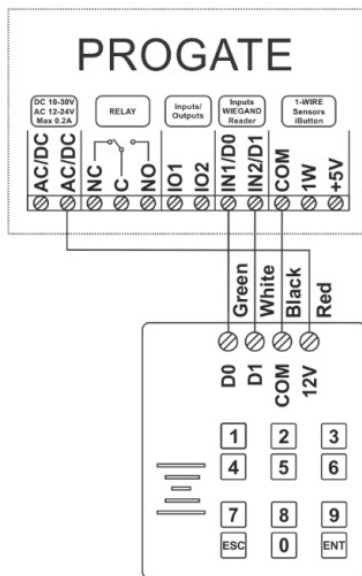 PROGATE
DC 10-30V
AC 12-24V
Max 0.2A
RELAY
Inputs/
Outputs
Inputs
WIEGAND
Reader
1-WIRE
Sensors
iButton
AC/DC
AC/DC
NC
C
NO
IO1
IO2
IN1/D0
IN2/D1
COM
1W
+5V
Green
White
Black
Red
D0
D1
COM
12V
1 2 3
4 5 6
7 8 9
ESC 0 ENT